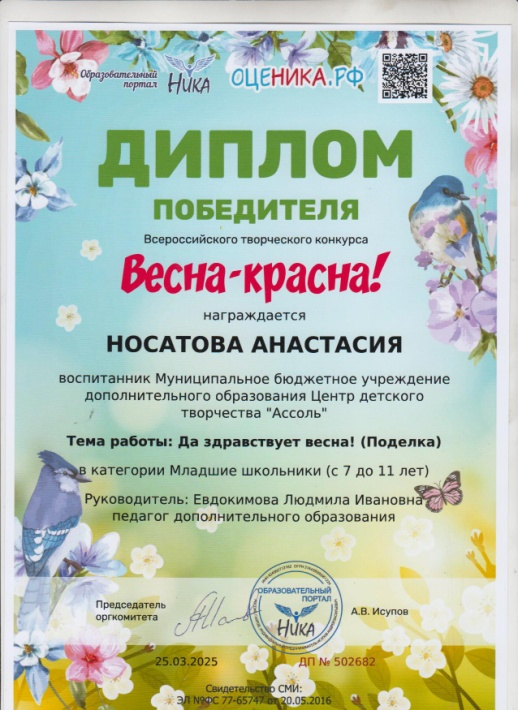 Образовательный
портал
НИКА
ОЦЕНИКА.РФ
ДИПЛОМ
ПОБЕДИТЕЛЯ
Всероссийского творческого конкурса
Весна-красна!
награждается
НОСАТОВА АНАСТАСИЯ
воспитанник Муниципальное бюджетное учреждение
дополнительного образования Центр детского
творчества "Ассоль"
Тема работы: Да здравствует весна! (Поделка)
в категории Младшие школьники (с 7 до 11 лет)
Руководитель: Евдокимова Людмила Ивановна
педагог дополнительного образования
Председатель
оргкомитета
ОБРАЗОВАТЕЛЬНЫЙ
ПОРТАЛ
НИКА
А.В. Исупов
25.03.2025
ДП № 502682
Свидетельство СМИ:
ЭЛ №ФС 77-65747 от 20.05.2016